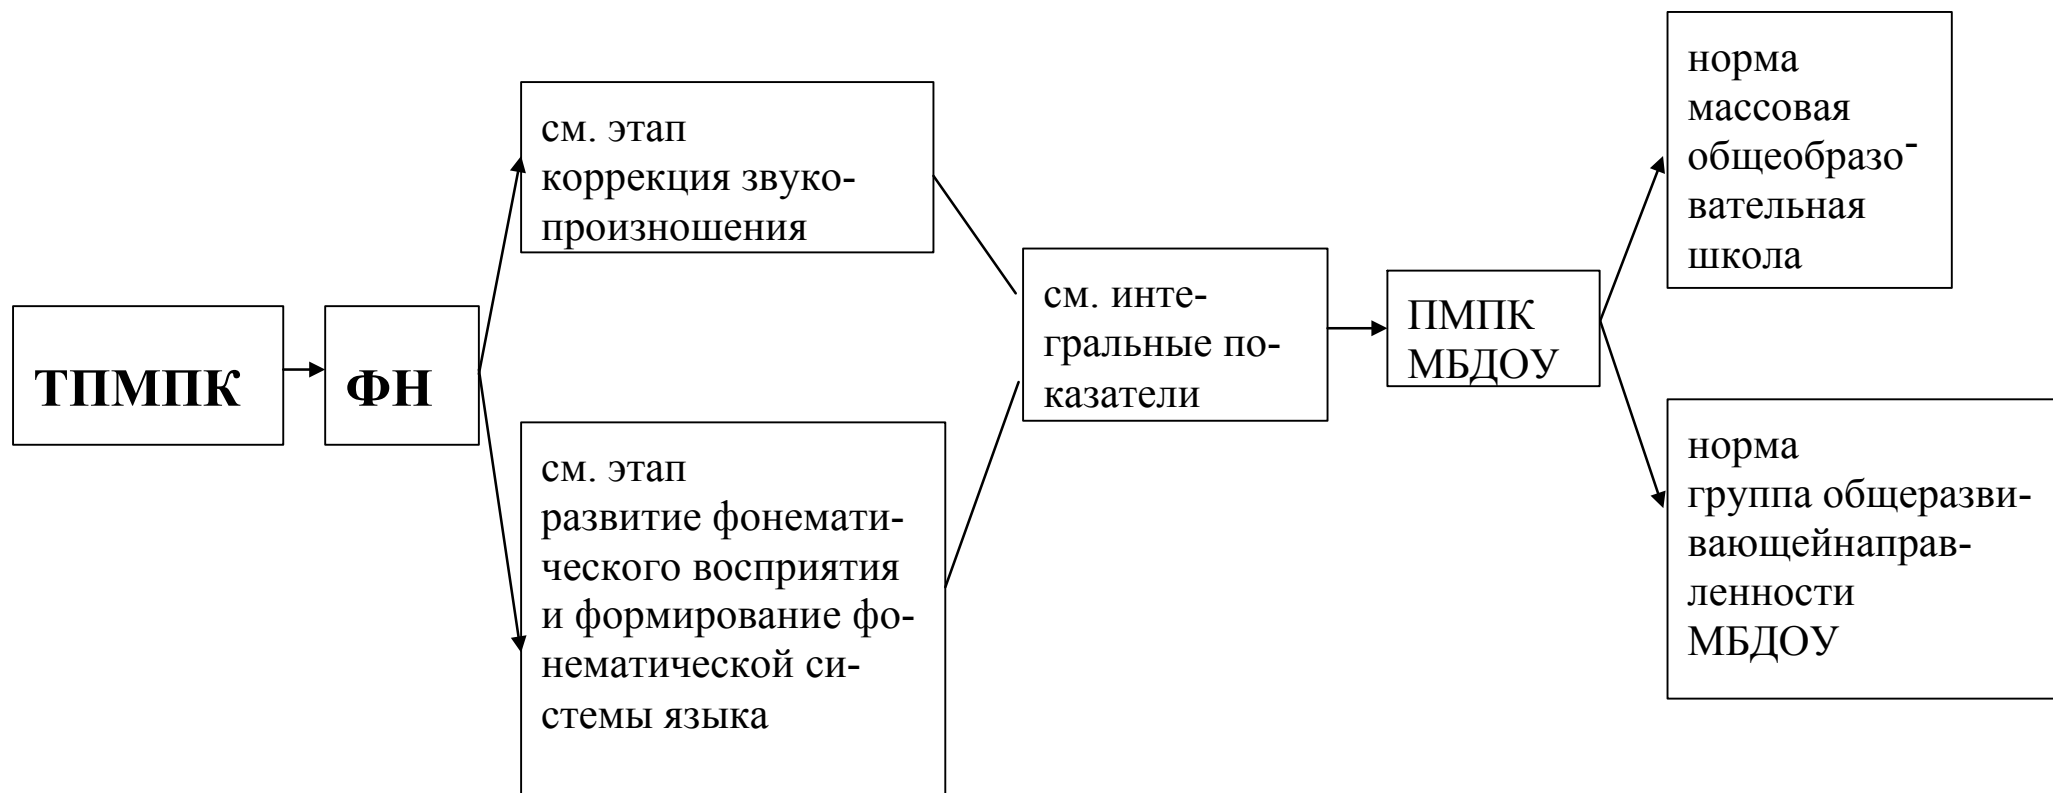 ТПМПК
ФН
см. этап
коррекция звуко-
произношения
см. этап
развитие фонемати-
ческого восприятия
и формирование фо-
нематической си-
стемы языка
см. инте-
гральные по-
казатели
ПМПК
МБДОУ
норма
массовая
общеобразо-
вательная
школа
норма
группа общеразви-
вающейнаправ-
ленности
МБДОУ